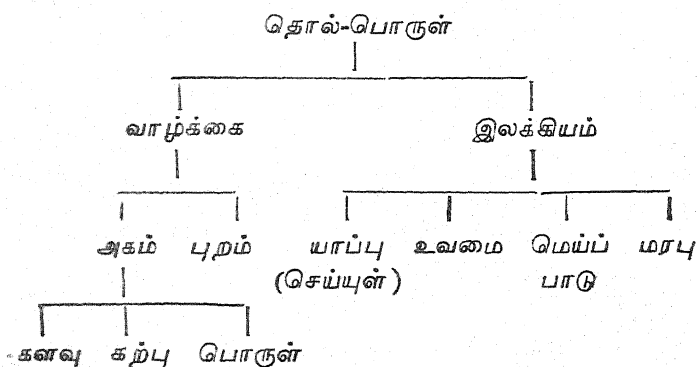 தொல்-பொருள்
வாழ்க்கை இலக்கியம்
அகம் புறம் யாப்பு உவமை மெய்ப் மரபு
(செய்யுள்) பாடு
களவு கற்பு பொருள்